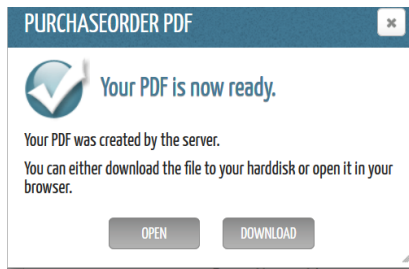 PURCHASEORDER PDF
Your PDF is now ready.
Your PDF was created by the server.
You can either download the file to your harddisk or open it in your
browser.
OPEN DOWNLOAD